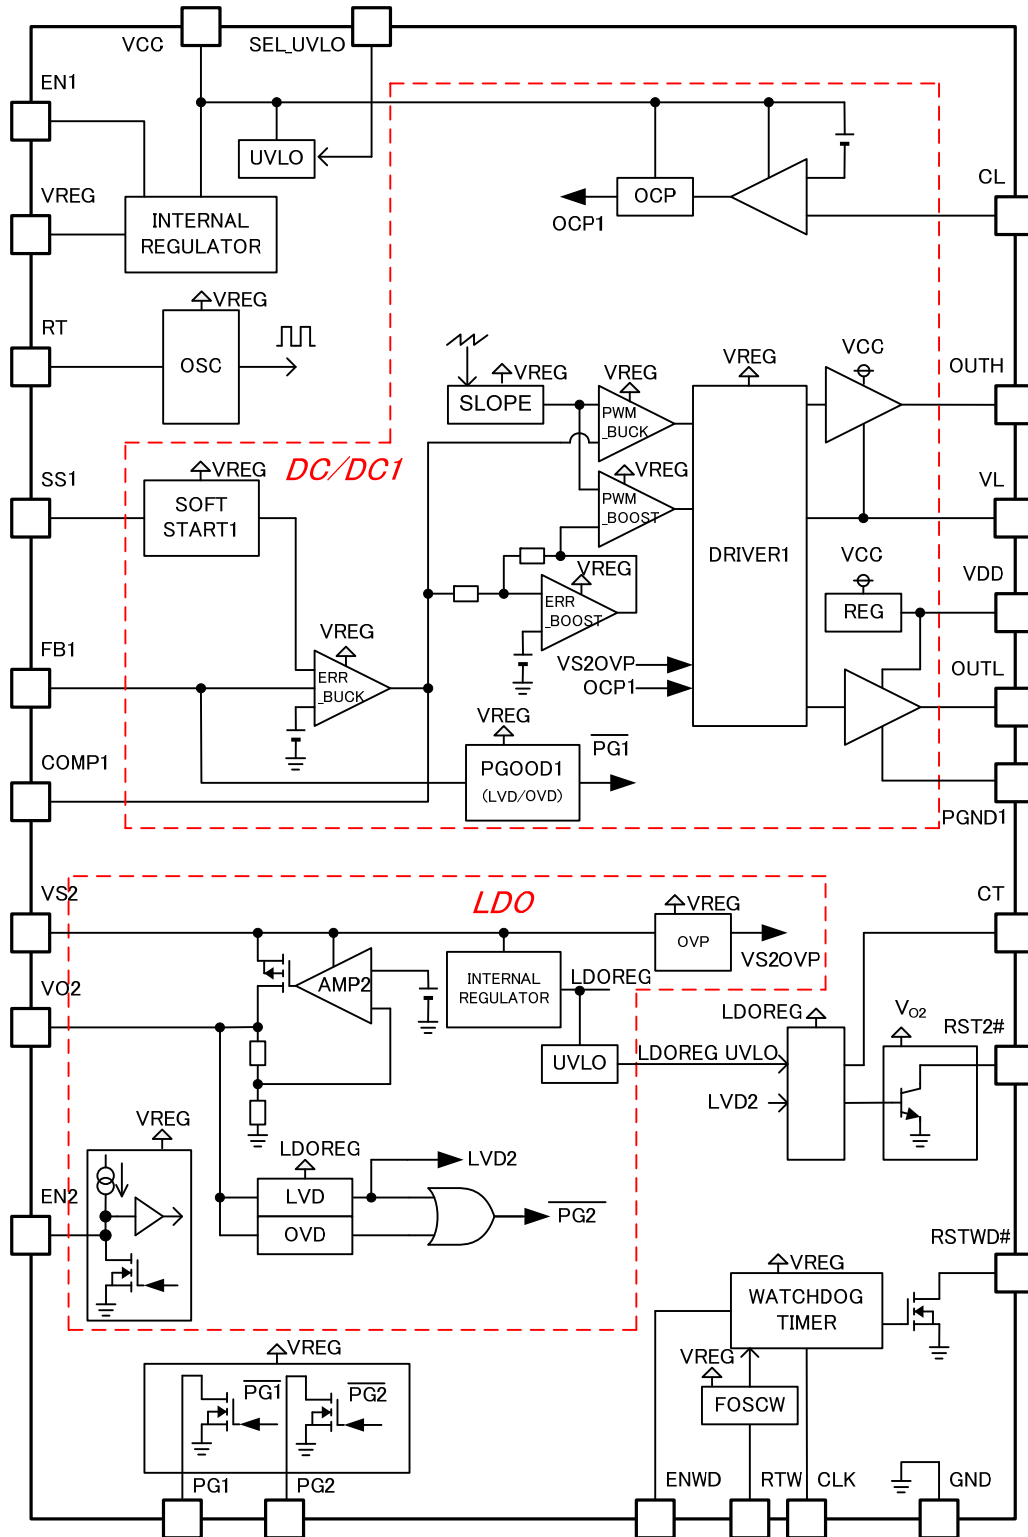 VCC
SEL_UVLO
EN1
UVLO
VREG
INTERNAL
REGULATOR
OCP
OCP1
CL
VREG
RT
OSC
VREG
SLOPE
VREG
PWM
_BUCK
VREG
VCC
OUTH
DC/DC1
SS1
VREG
SOFT
START1
VREG
PWM
_BOOST
DRIVER1
VL
VCC
VDD
REG
VREG
ERR
_BOOST
FB1
VREG
ERR
_BUCK
VS2OVP
OCP1
OUTL
COMP1
VREG
PGOOD1
(LVD/OVD)
PG1
PGND1
VS2
LDO
VREG
OVP
VS2OVP
CT
VO2
AMP2
INTERNAL
REGULATOR
LDOREG
UVLO
LDOREG UVLO
LVD2
LDOREG
VO2
RST2#
VREG
EN2
LDOREG
LVD
OVD
LVD2
PG2
RSTWD#
VREG
WATCHDOG
TIMER
VREG
FOSCW
VREG
PG1
PG2
PG1
PG2
ENWD
RTW
CLK
GND